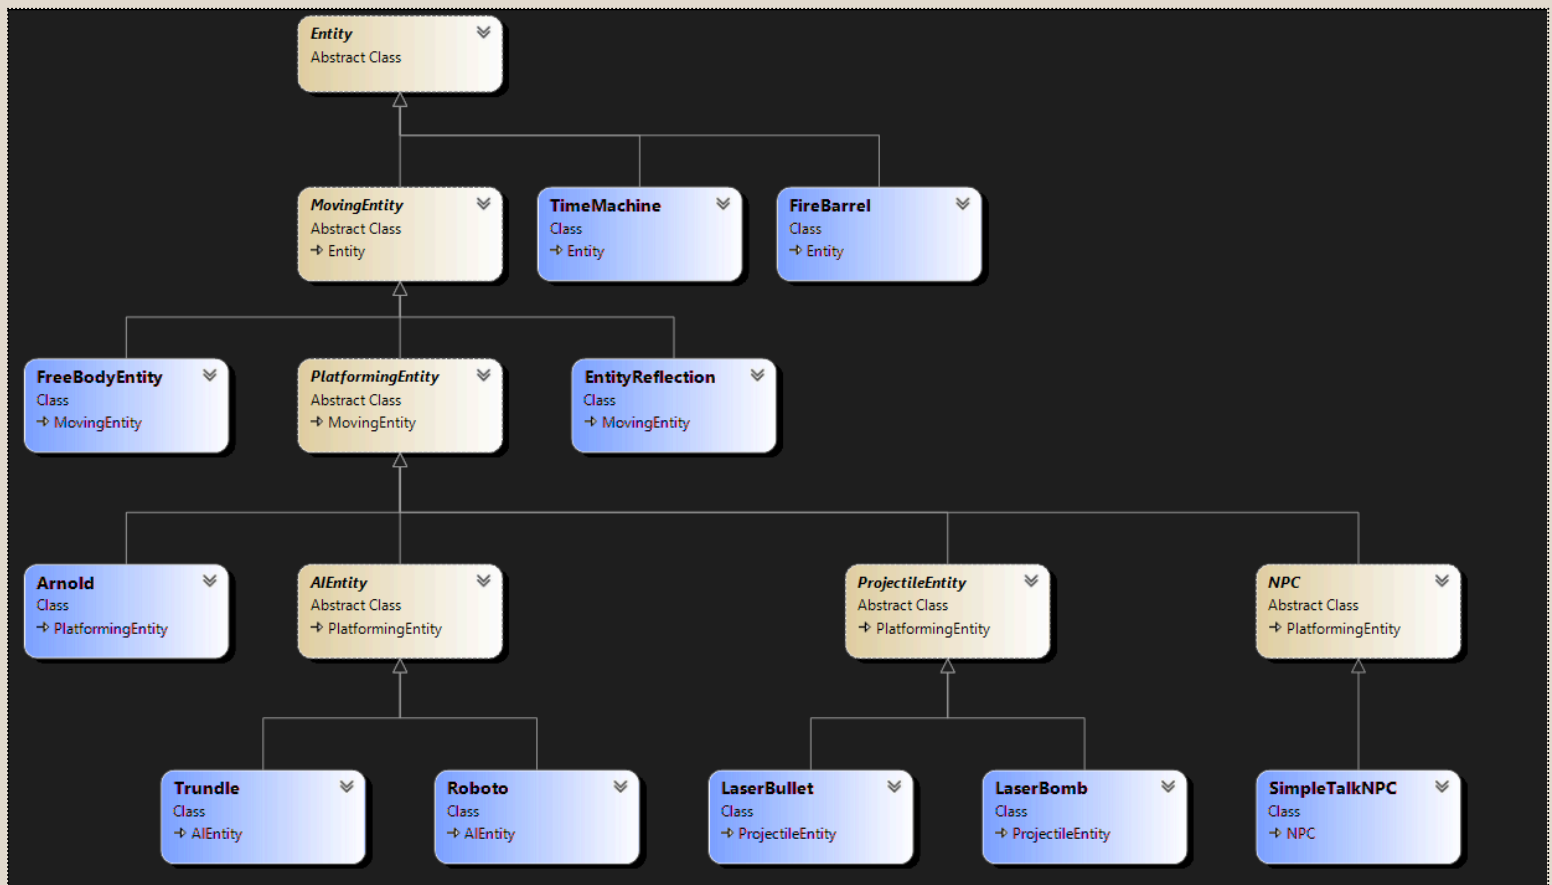 Entity
Abstract Class
MovingEntity
Abstract Class
Entity
TimeMachine
Class
Entity
FireBarrel
Class
Entity
FreeBodyEntity
Class
MovingEntity
PlatformingEntity
Abstract Class
MovingEntity
EntityReflection
Class
MovingEntity
Arnold
Class
PlatformingEntity
AIEntity
Abstract Class
PlatformingEntity
ProjectileEntity
Abstract Class
PlatformingEntity
NPC
Abstract Class
PlatformingEntity
Trundle
Class
AIEntity
Roboto
Class
AIEntity
LaserBullet
Class
ProjectileEntity
LaserBomb
Class
ProjectileEntity
SimpleTalkNPC
Class
NPC